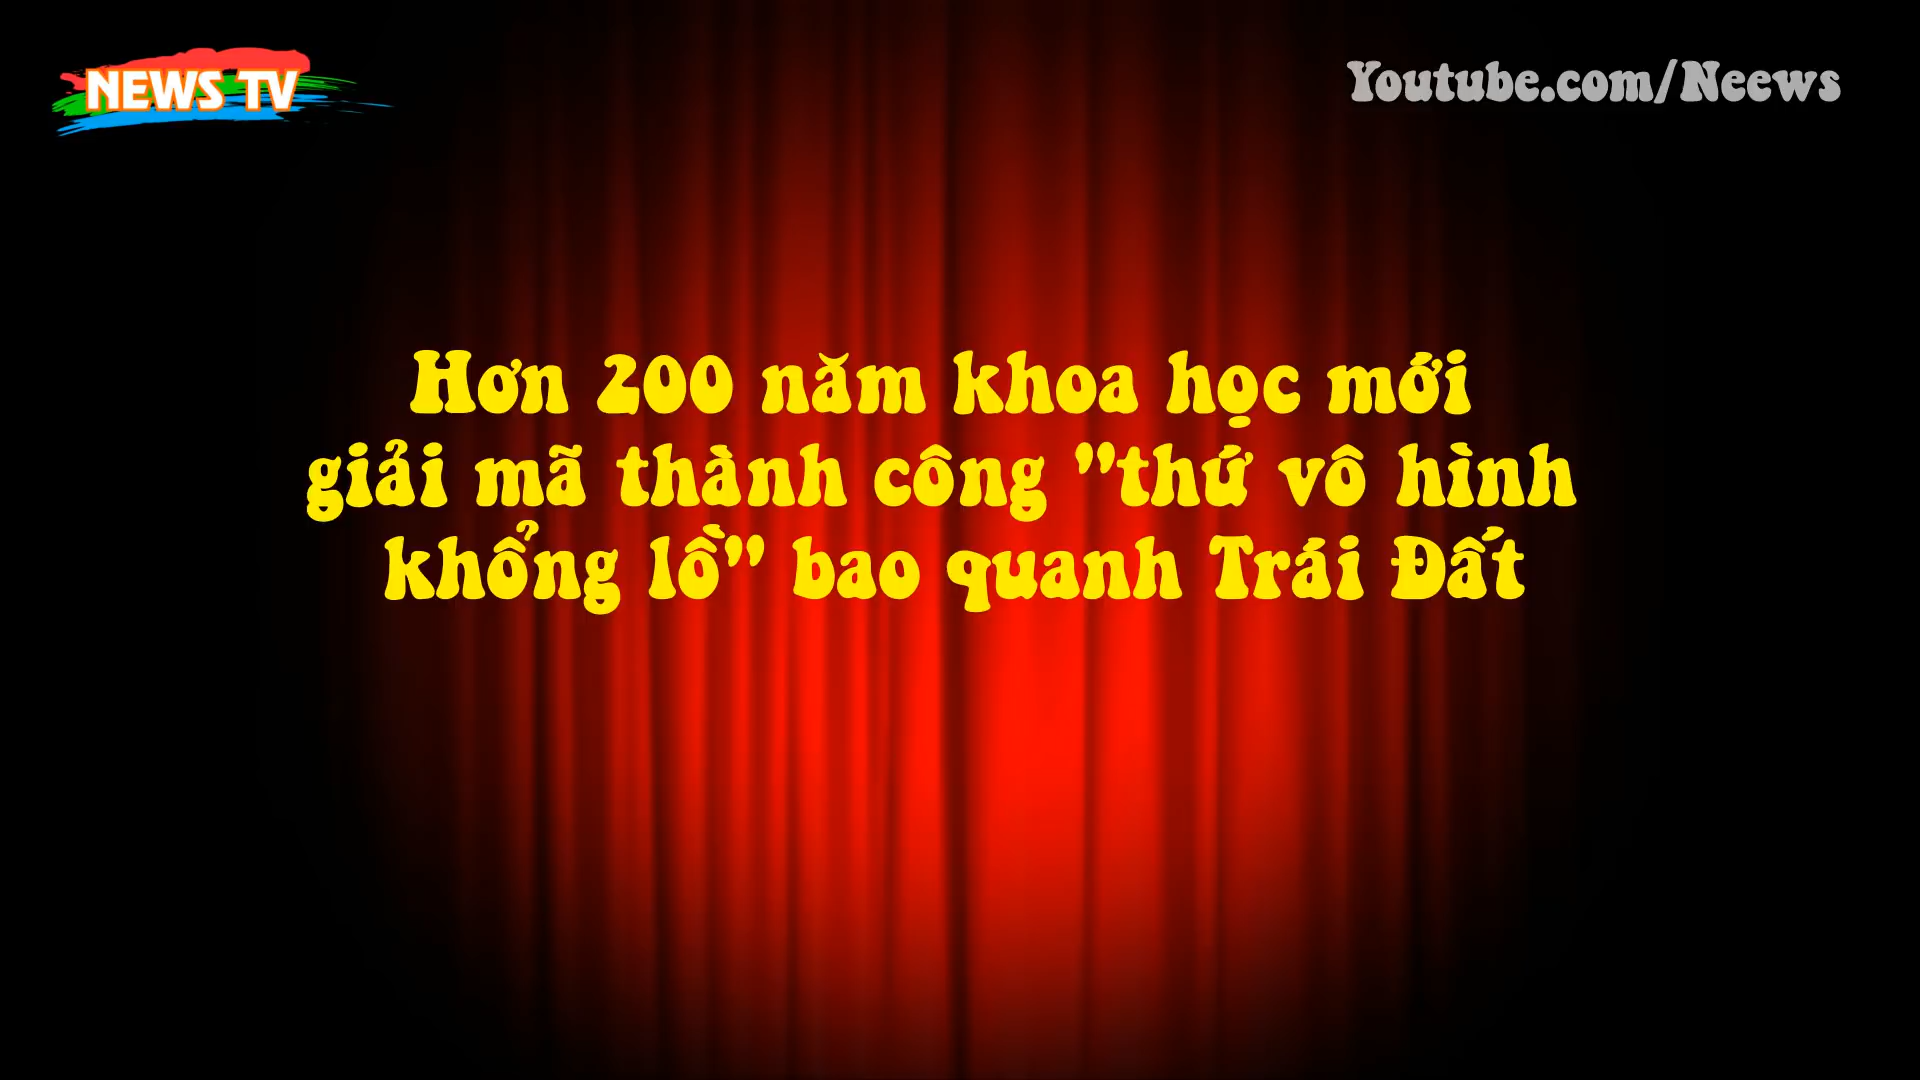 NEWS TV
Youtube.com/Neews
Hơn 200 năm khoa học mới
giải mã thành công "thứ vô hình
khổng lồ" bao quanh Trái Đất